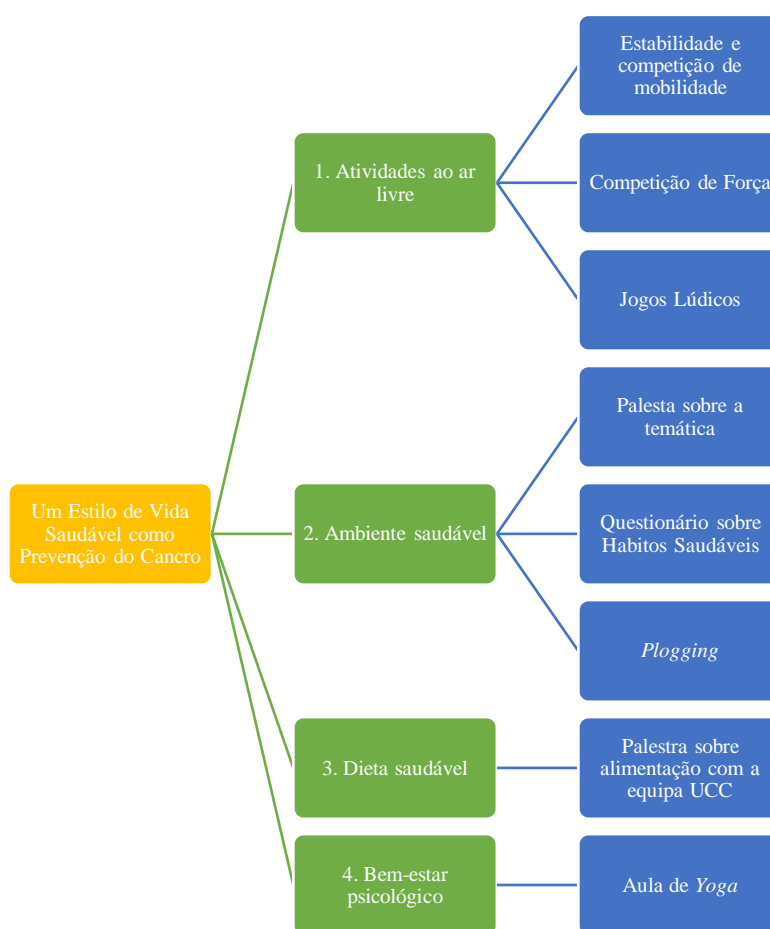 Um Estilo de Vida
Saudável como
Prevenção do Cancro
1. Atividades ao ar
livre
Estabilidade e
competição de
mobilidade
Competição de Força
Jogos Lúdicos
2. Ambiente saudável
Palesta sobre a
temática
Questionário sobre
Habitos Saudáveis
Plogging
3. Dieta saudável
Palestra sobre
alimentação com a
equipa UCC
4. Bem-estar
psicológico
Aula de Yoga